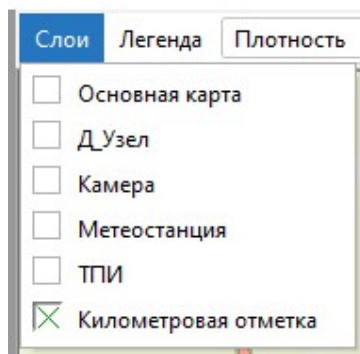 Слои Легенда Плотность
Основная карта
Д_Узел
Камера
Метеостанция
ТПИ
Километровая отметка